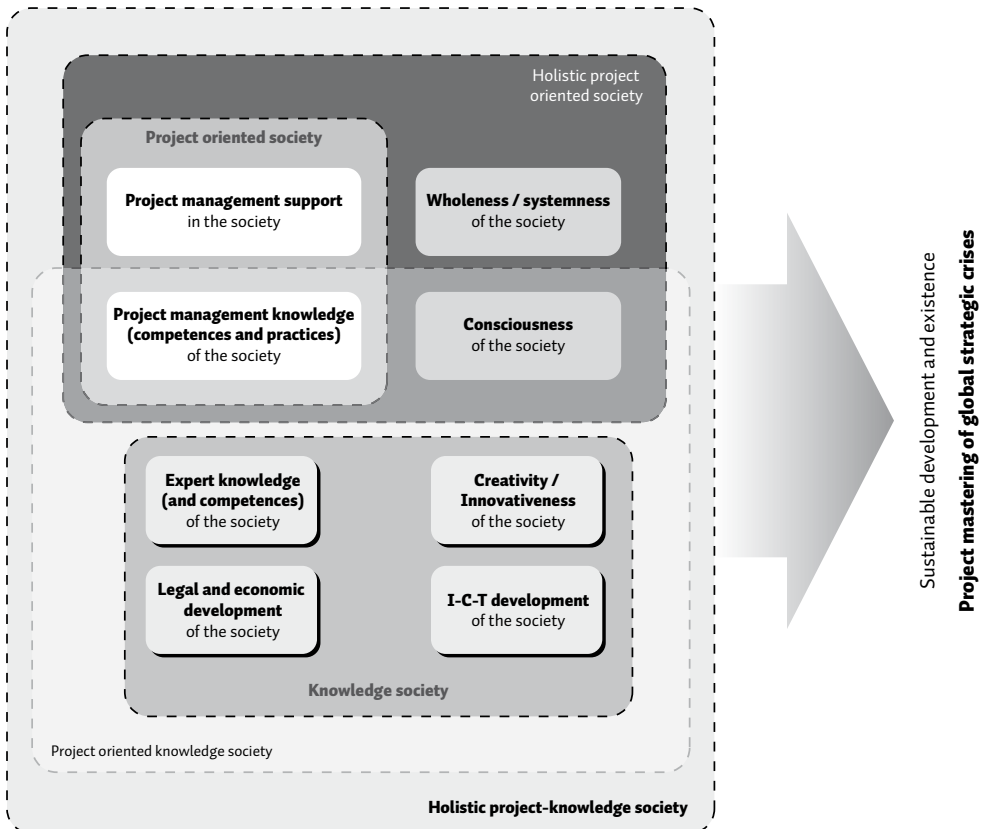 Holistic project
oriented society
Project oriented society
Project management support
in the society
Wholeness / systemness
of the society
Project management knowledge
(competences and practices)
of the society
Consciousness
of the society
Expert knowledge
(and competences)
of the society
Creativity /
Innovativeness
of the society
Legal and economic
development
of the society
I-C-T development
of the society
Knowledge society
Project oriented knowledge society
Holistic project-knowledge society
Sustainable development and existence
Project mastering of global strategic crises